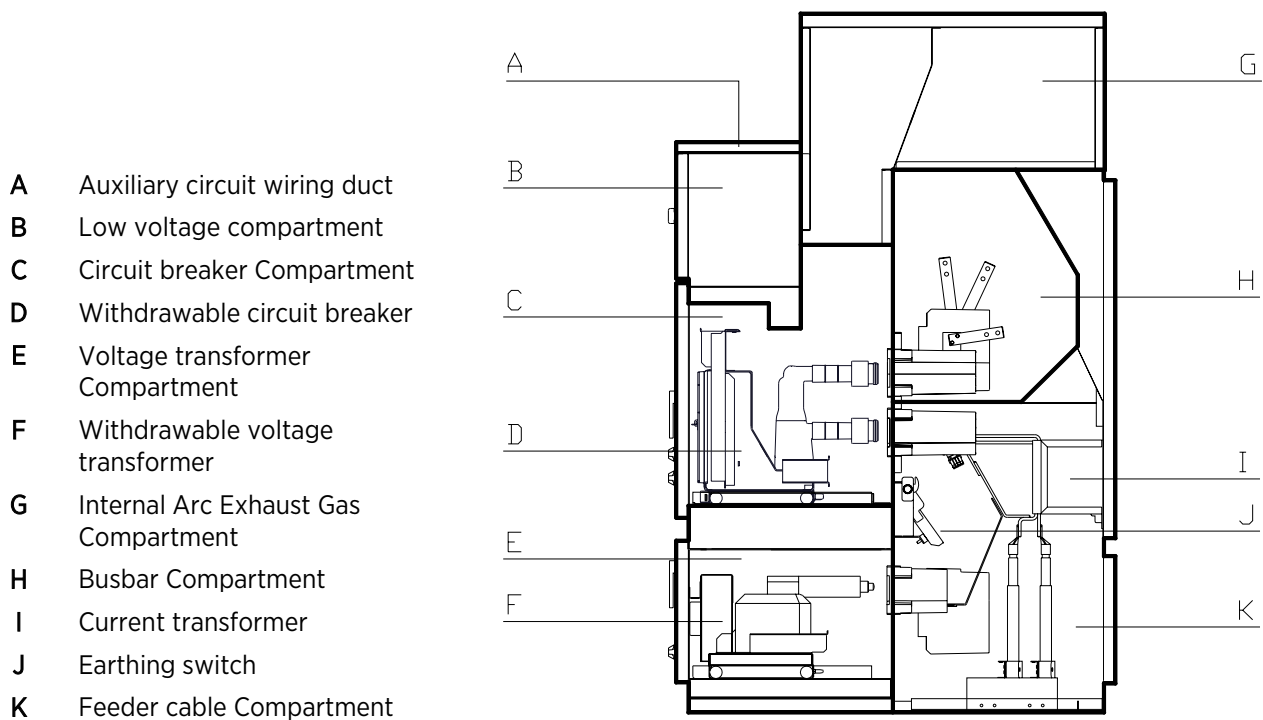 A Auxiliary circuit wiring duct
B Low voltage compartment
C Circuit breaker Compartment
D Withdrawable circuit breaker
E Voltage transformer
Compartment
F Withdrawable voltage
transformer
G Internal Arc Exhaust Gas
Compartment
H Busbar Compartment
I Current transformer
J Earthing switch
K Feeder cable Compartment
A
B
C
D
E
F
G
H
I
J
K